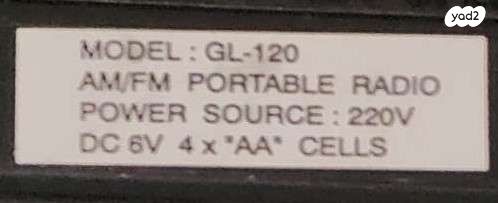 yad2
MODEL : GL-120
AM/FM PORTABLE RADIO
POWER SOURCE : 220V
DC 6V 4 x "AA" CELLS